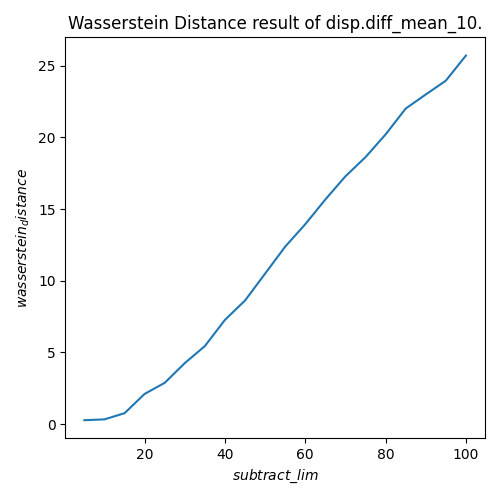 Wasserstein Distance result of disp.diff_mean_10.
25
20
15
10
5
0
wasserstein_distance
20 40 60 80 100
subtract_lim